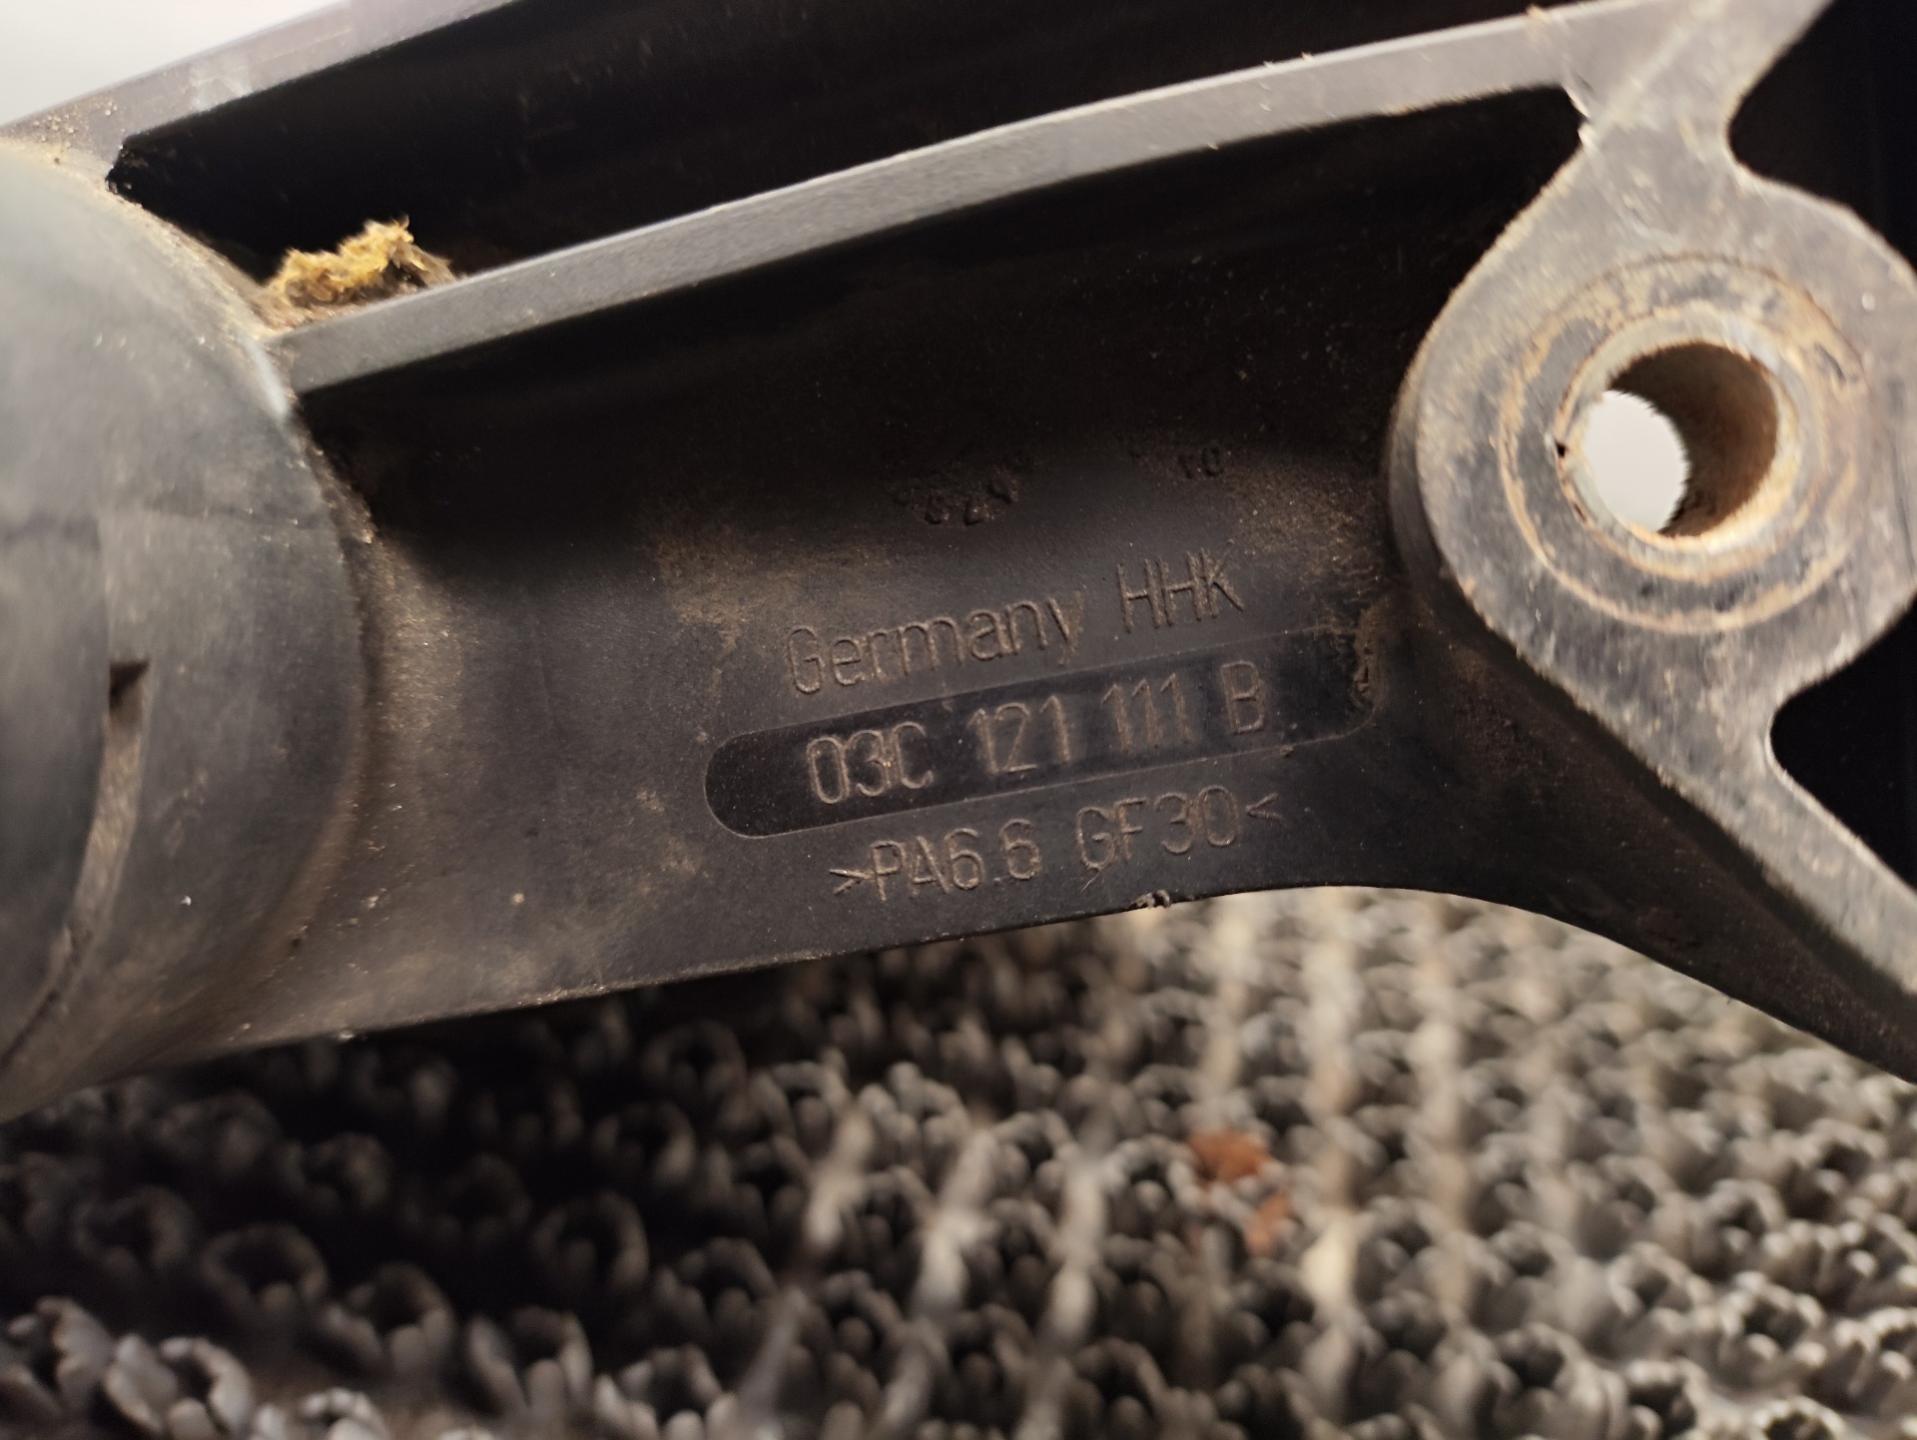 Germany HHK
03C 121 111 B
>PA6.6 GF30<